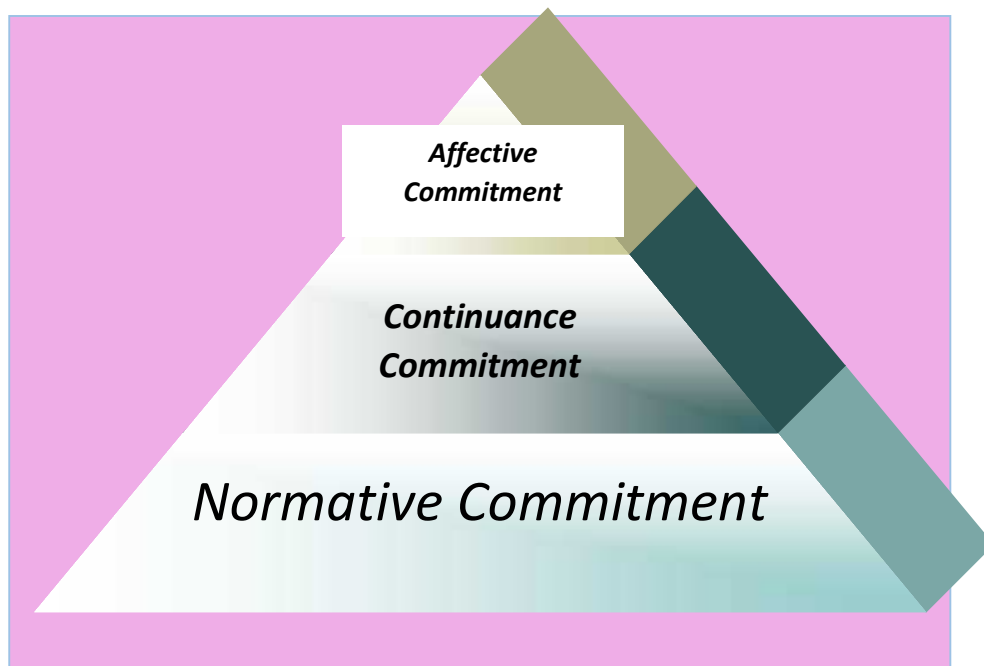 Affective
Commitment
Continuance
Commitment
Normative Commitment